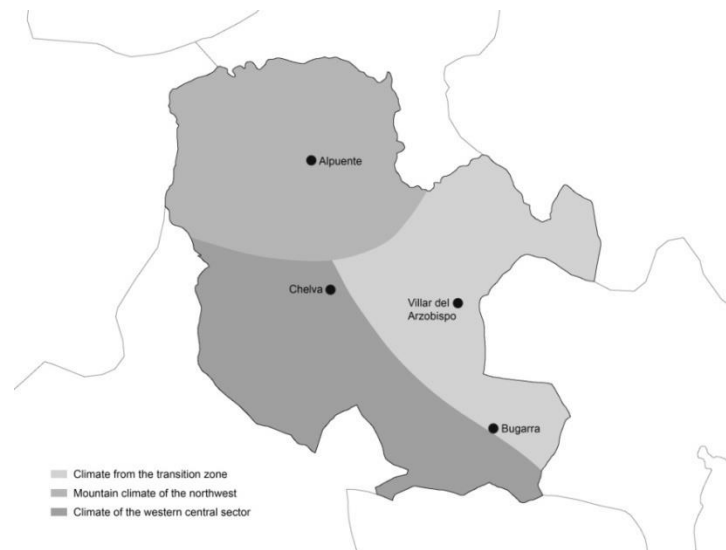 Alpuente
Chelva
Villar del
Arzobispo
Bugarra
Climate from the transition zone
Mountain climate of the northwest
Climate of the western central sector